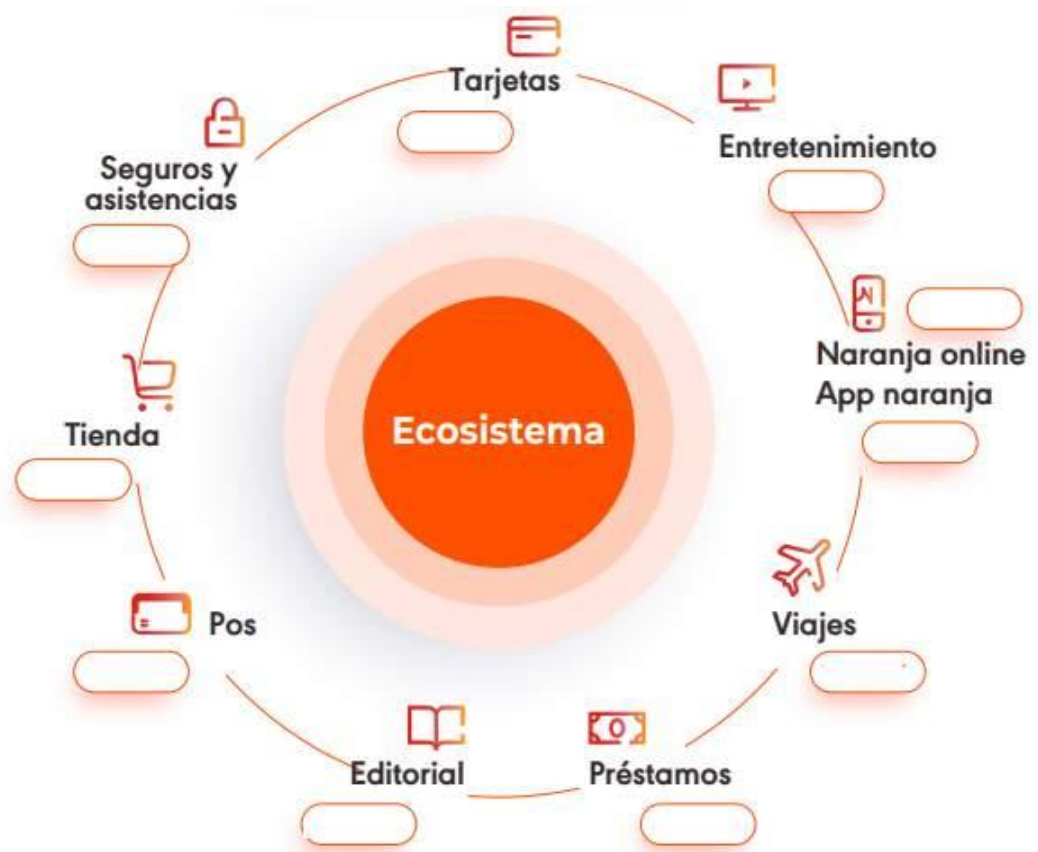 Tarjetas
Entretenimiento
Seguros y
asistencias
Naranja online
App naranja
Ecosistema
Tienda
Pos
Viajes
Editorial
Préstamos